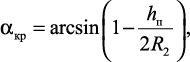 α_кр = arcsin(1 − h_п / 2R_2),